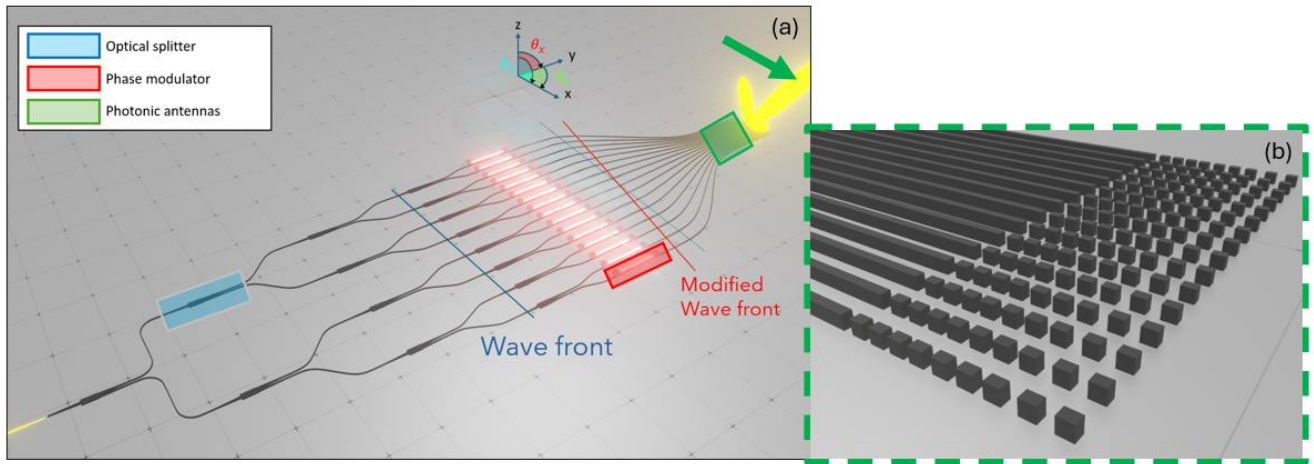 (a)
Optical splitter
Phase modulator
Photonic antennas
z
θx
y
x
(b)
Modified
Wave front
Wave front